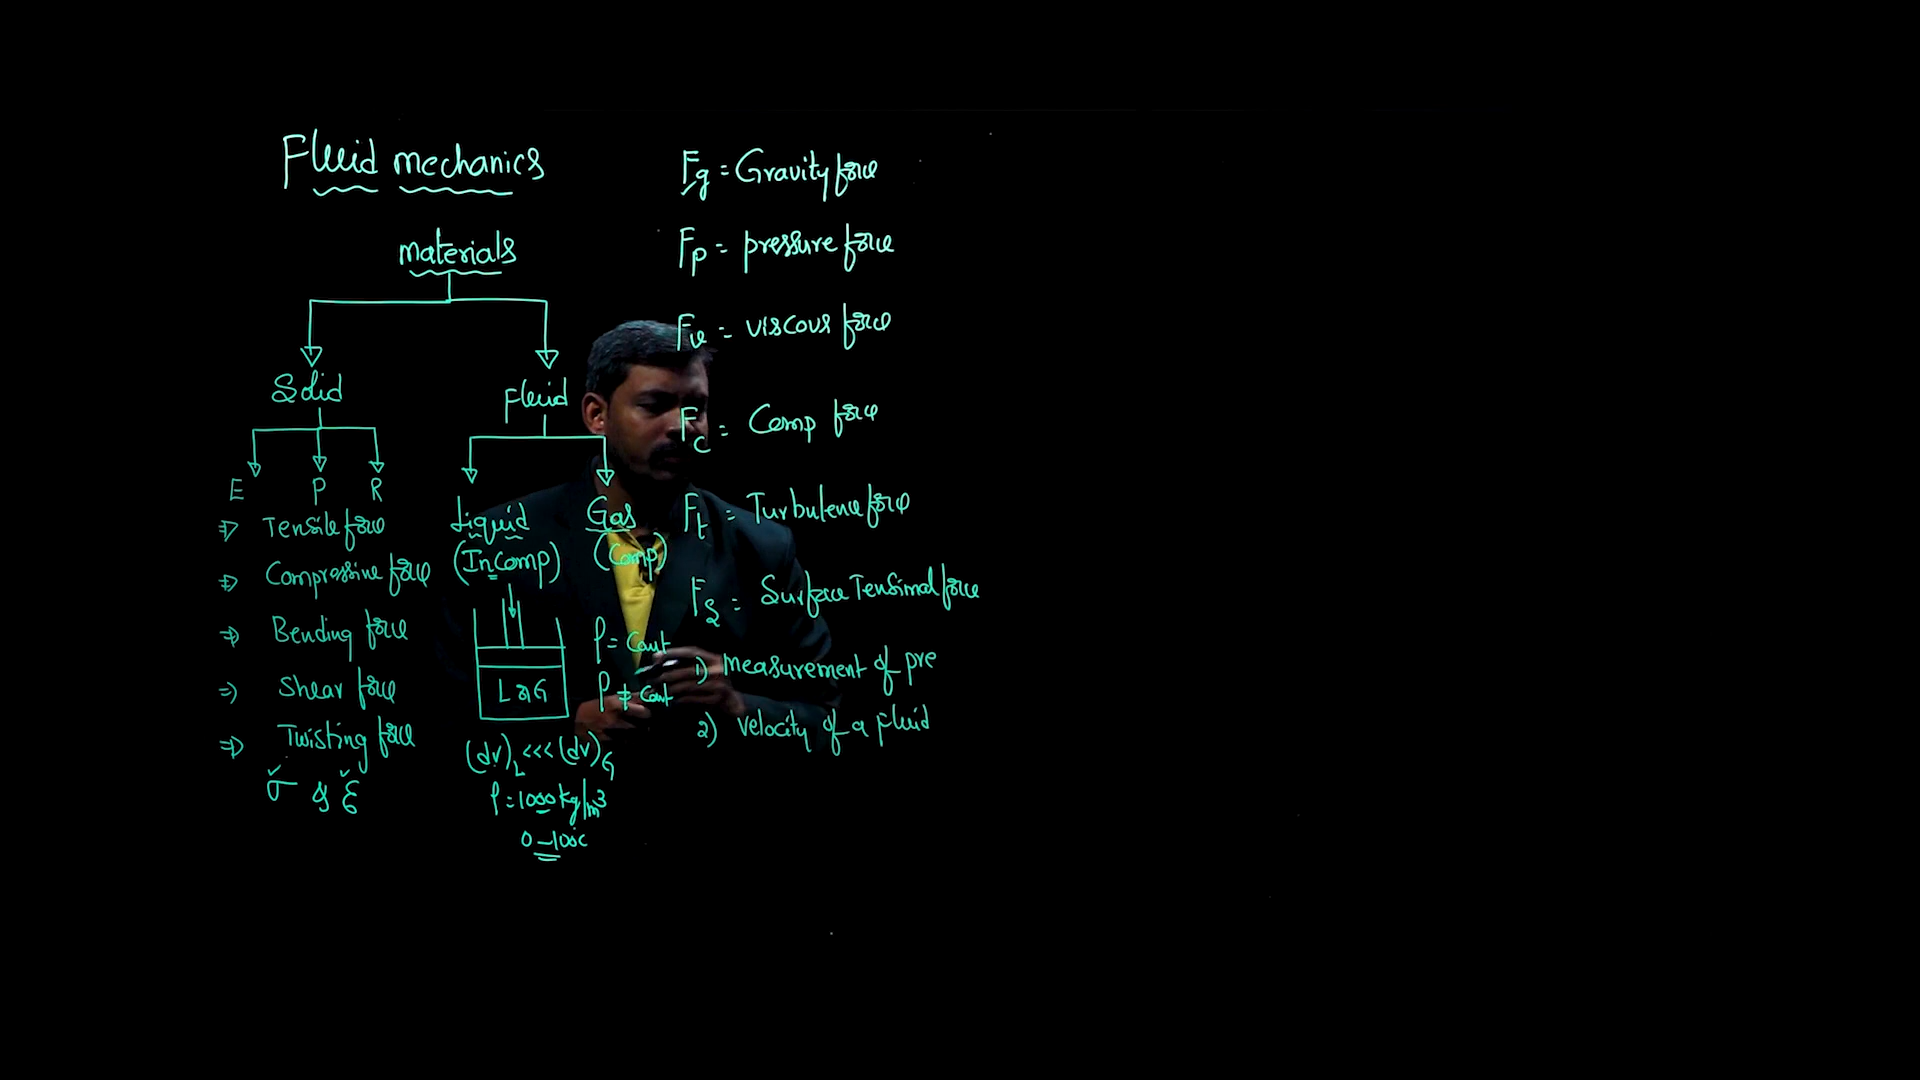 Fluid mechanics
materials
Solid
Fluid
E P R
⇒ Tensile force
⇒ Compressive force
⇒ Bending force
⇒ Shear force
⇒ Twisting force
σ & ε
Liquid
(Incomp)
Gas
(Comp)
L or G
ρ = Const
ρ ≠ Const
(dv)L <<< (dv)G
ρ = 1000 kg/m³
0-100°C
Fg = Gravity force
Fp = pressure force
Fv = viscous force
Fc = Comp force
Ft = Turbulence force
Fs = Surface Tensional force
1) measurement of pre
2) velocity of a Fluid